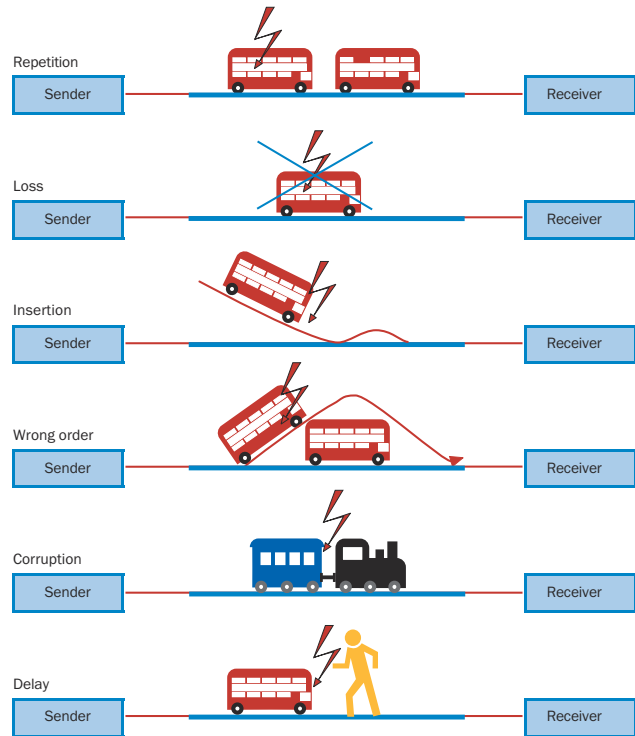 Repetition
Sender
Receiver
Loss
Sender
Receiver
Insertion
Sender
Receiver
Wrong order
Sender
Receiver
Corruption
Sender
Receiver
Delay
Sender
Receiver